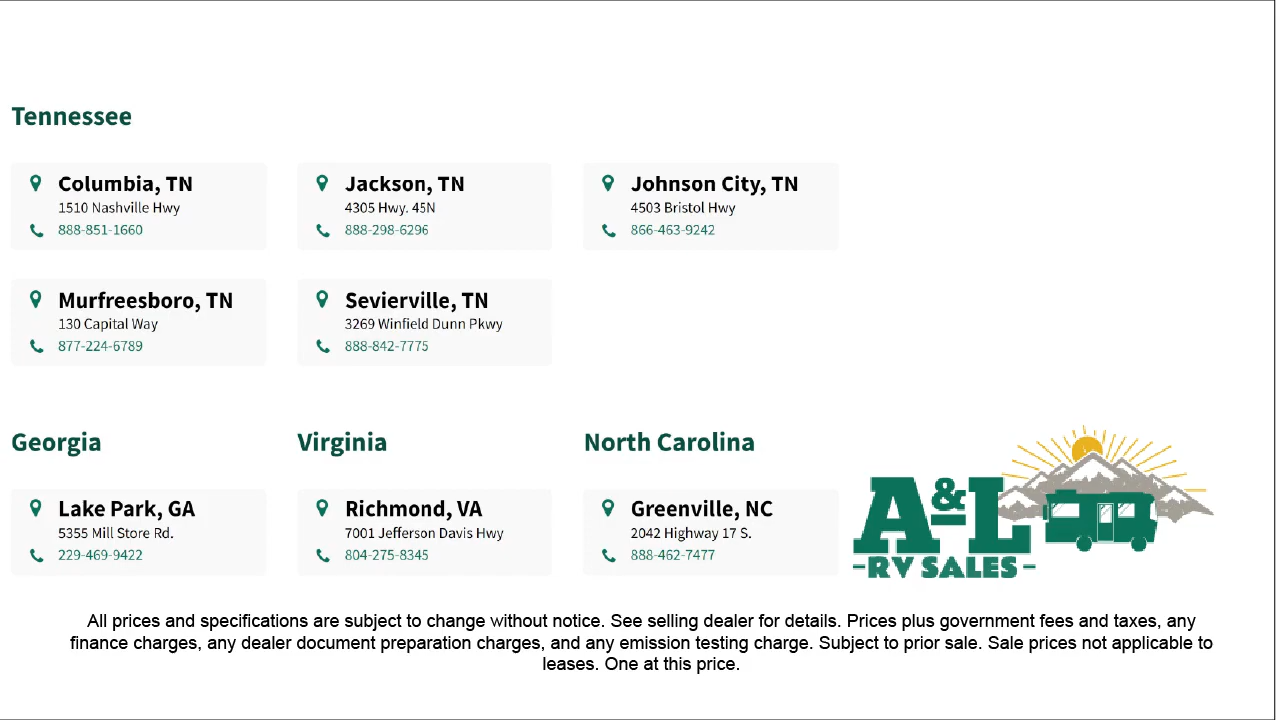 Tennessee
Columbia, TN
1510 Nashville Hwy
888-851-1660
Jackson, TN
4305 Hwy. 45N
888-298-6296
Johnson City, TN
4503 Bristol Hwy
866-463-9242
Murfreesboro, TN
130 Capital Way
877-224-6789
Sevierville, TN
3269 Winfield Dunn Pkwy
888-842-7775
Georgia
Lake Park, GA
5355 Mill Store Rd.
229-469-9422
Virginia
Richmond, VA
7001 Jefferson Davis Hwy
804-275-8345
North Carolina
Greenville, NC
2042 Highway 17 S.
888-462-7477
A&L
-RV SALES-
All prices and specifications are subject to change without notice. See selling dealer for details. Prices plus government fees and taxes, any
finance charges, any dealer document preparation charges, and any emission testing charge. Subject to prior sale. Sale prices not applicable to
leases. One at this price.